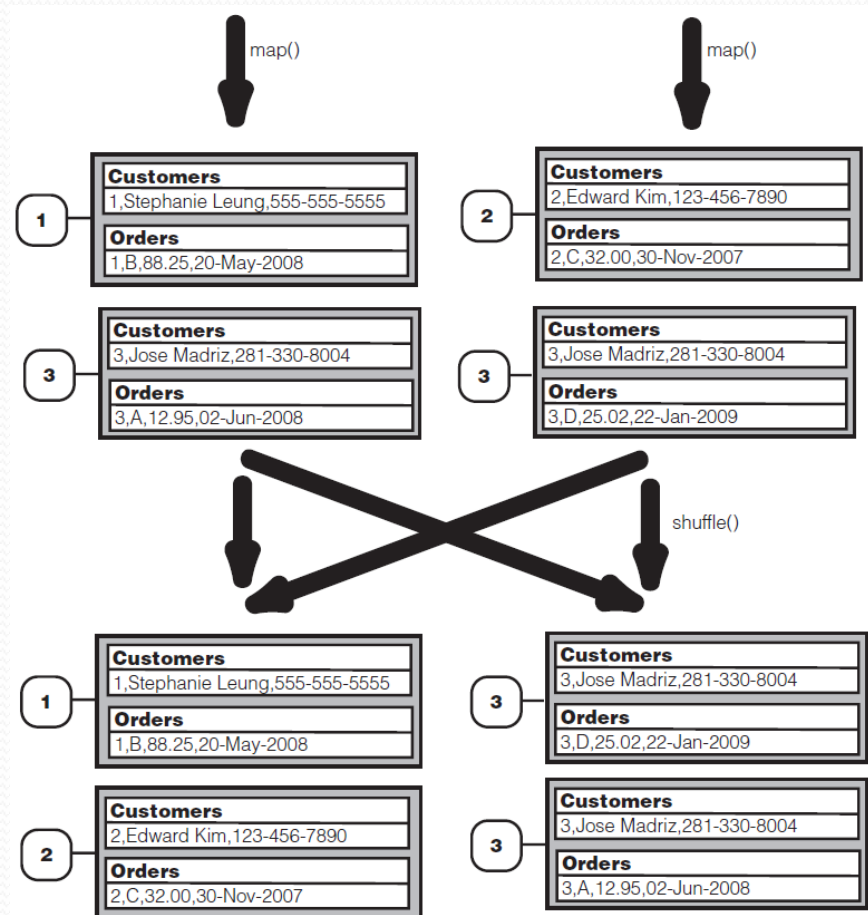 map()
map()
1
Customers
1,Stephanie Leung,555-555-5555
Orders
1,B,88.25,20-May-2008
2
Customers
2,Edward Kim,123-456-7890
Orders
2,C,32.00,30-Nov-2007
3
Customers
3,Jose Madriz,281-330-8004
Orders
3,A,12.95,02-Jun-2008
3
Customers
3,Jose Madriz,281-330-8004
Orders
3,D,25.02,22-Jan-2009
shuffle()
1
Customers
1,Stephanie Leung,555-555-5555
Orders
1,B,88.25,20-May-2008
3
Customers
3,Jose Madriz,281-330-8004
Orders
3,D,25.02,22-Jan-2009
2
Customers
2,Edward Kim,123-456-7890
Orders
2,C,32.00,30-Nov-2007
3
Customers
3,Jose Madriz,281-330-8004
Orders
3,A,12.95,02-Jun-2008